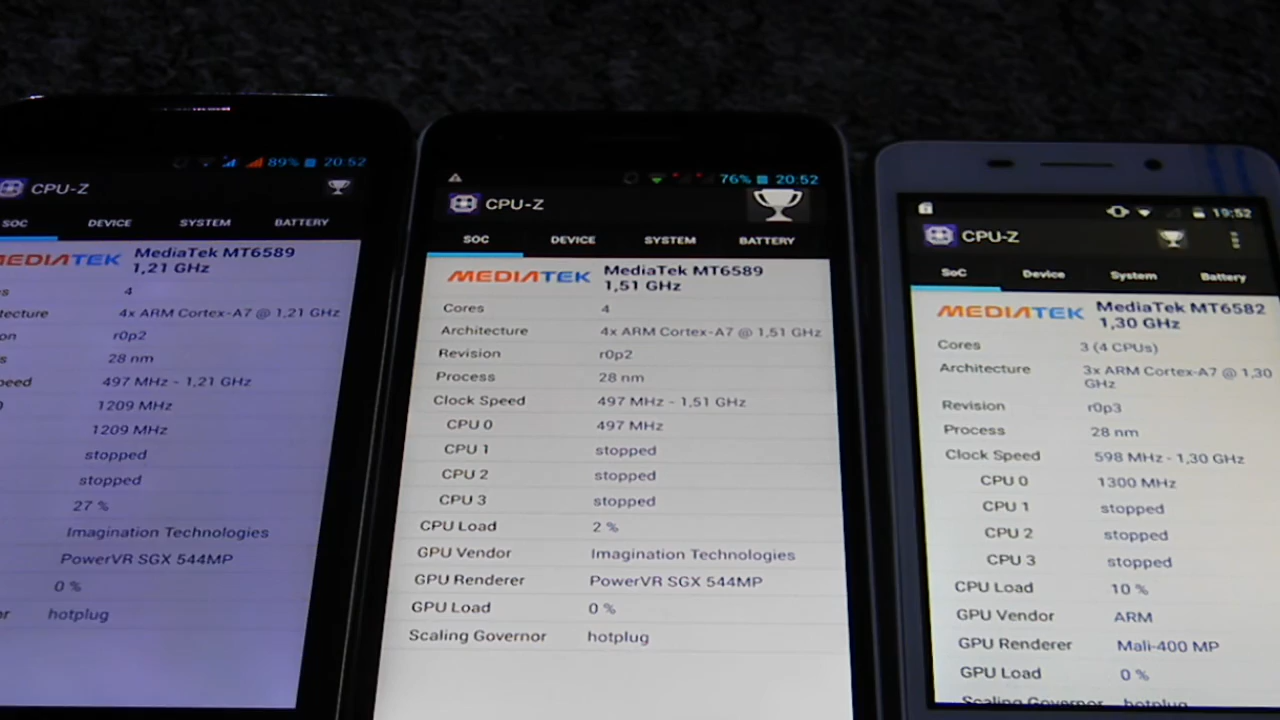 89% 20:52
CPU-Z
SOC DEVICE SYSTEM BATTERY
MEDIATEK MediaTek MT6589
1,21 GHz
4
4x ARM Cortex-A7 @ 1,21 GHz
r0p2
28 nm
497 MHz - 1,21 GHz
1209 MHz
1209 MHz
stopped
stopped
27 %
Imagination Technologies
PowerVR SGX 544MP
0 %
hotplug
76% 20:52
CPU-Z
SOC DEVICE SYSTEM BATTERY
MEDIATEK MediaTek MT6589
1,51 GHz
Cores 4
Architecture 4x ARM Cortex-A7 @ 1,51 GHz
Revision r0p2
Process 28 nm
Clock Speed 497 MHz - 1,51 GHz
CPU 0 497 MHz
CPU 1 stopped
CPU 2 stopped
CPU 3 stopped
CPU Load 2 %
GPU Vendor Imagination Technologies
GPU Renderer PowerVR SGX 544MP
GPU Load 0 %
Scaling Governor hotplug
19:52
CPU-Z
SoC Device System Battery
MEDIATEK MediaTek MT6582
1,30 GHz
Cores 3 (4 CPUs)
Architecture 3x ARM Cortex-A7 @ 1,30
GHz
Revision r0p3
Process 28 nm
Clock Speed 598 MHz - 1,30 GHz
CPU 0 1300 MHz
CPU 1 stopped
CPU 2 stopped
CPU 3 stopped
CPU Load 10 %
GPU Vendor ARM
GPU Renderer Mali-400 MP
GPU Load 0 %
Scaling Governor hotplug